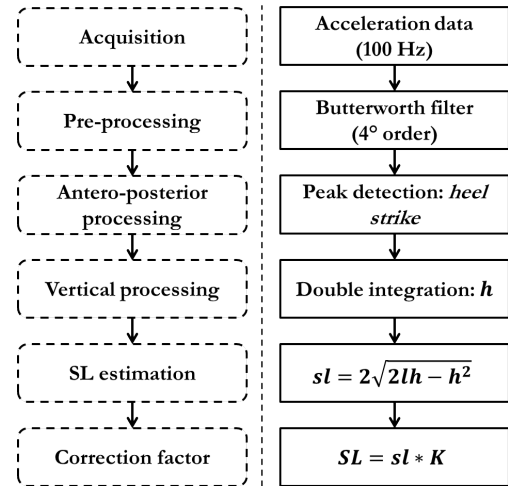 Acquisition
Acceleration data
(100 Hz)
Pre-processing
Butterworth filter
(4° order)
Antero-posterior
processing
Peak detection: heel
strike
Vertical processing
Double integration: h
SL estimation
sl = 2√(2lh − h²)
Correction factor
SL = sl * K